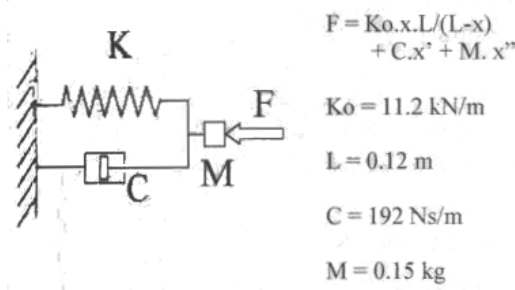 K
F
C
M
F = Ko.x.L/(L-x)
+ C.x' + M. x"
Ko = 11.2 kN/m
L = 0.12 m
C = 192 Ns/m
M = 0.15 kg